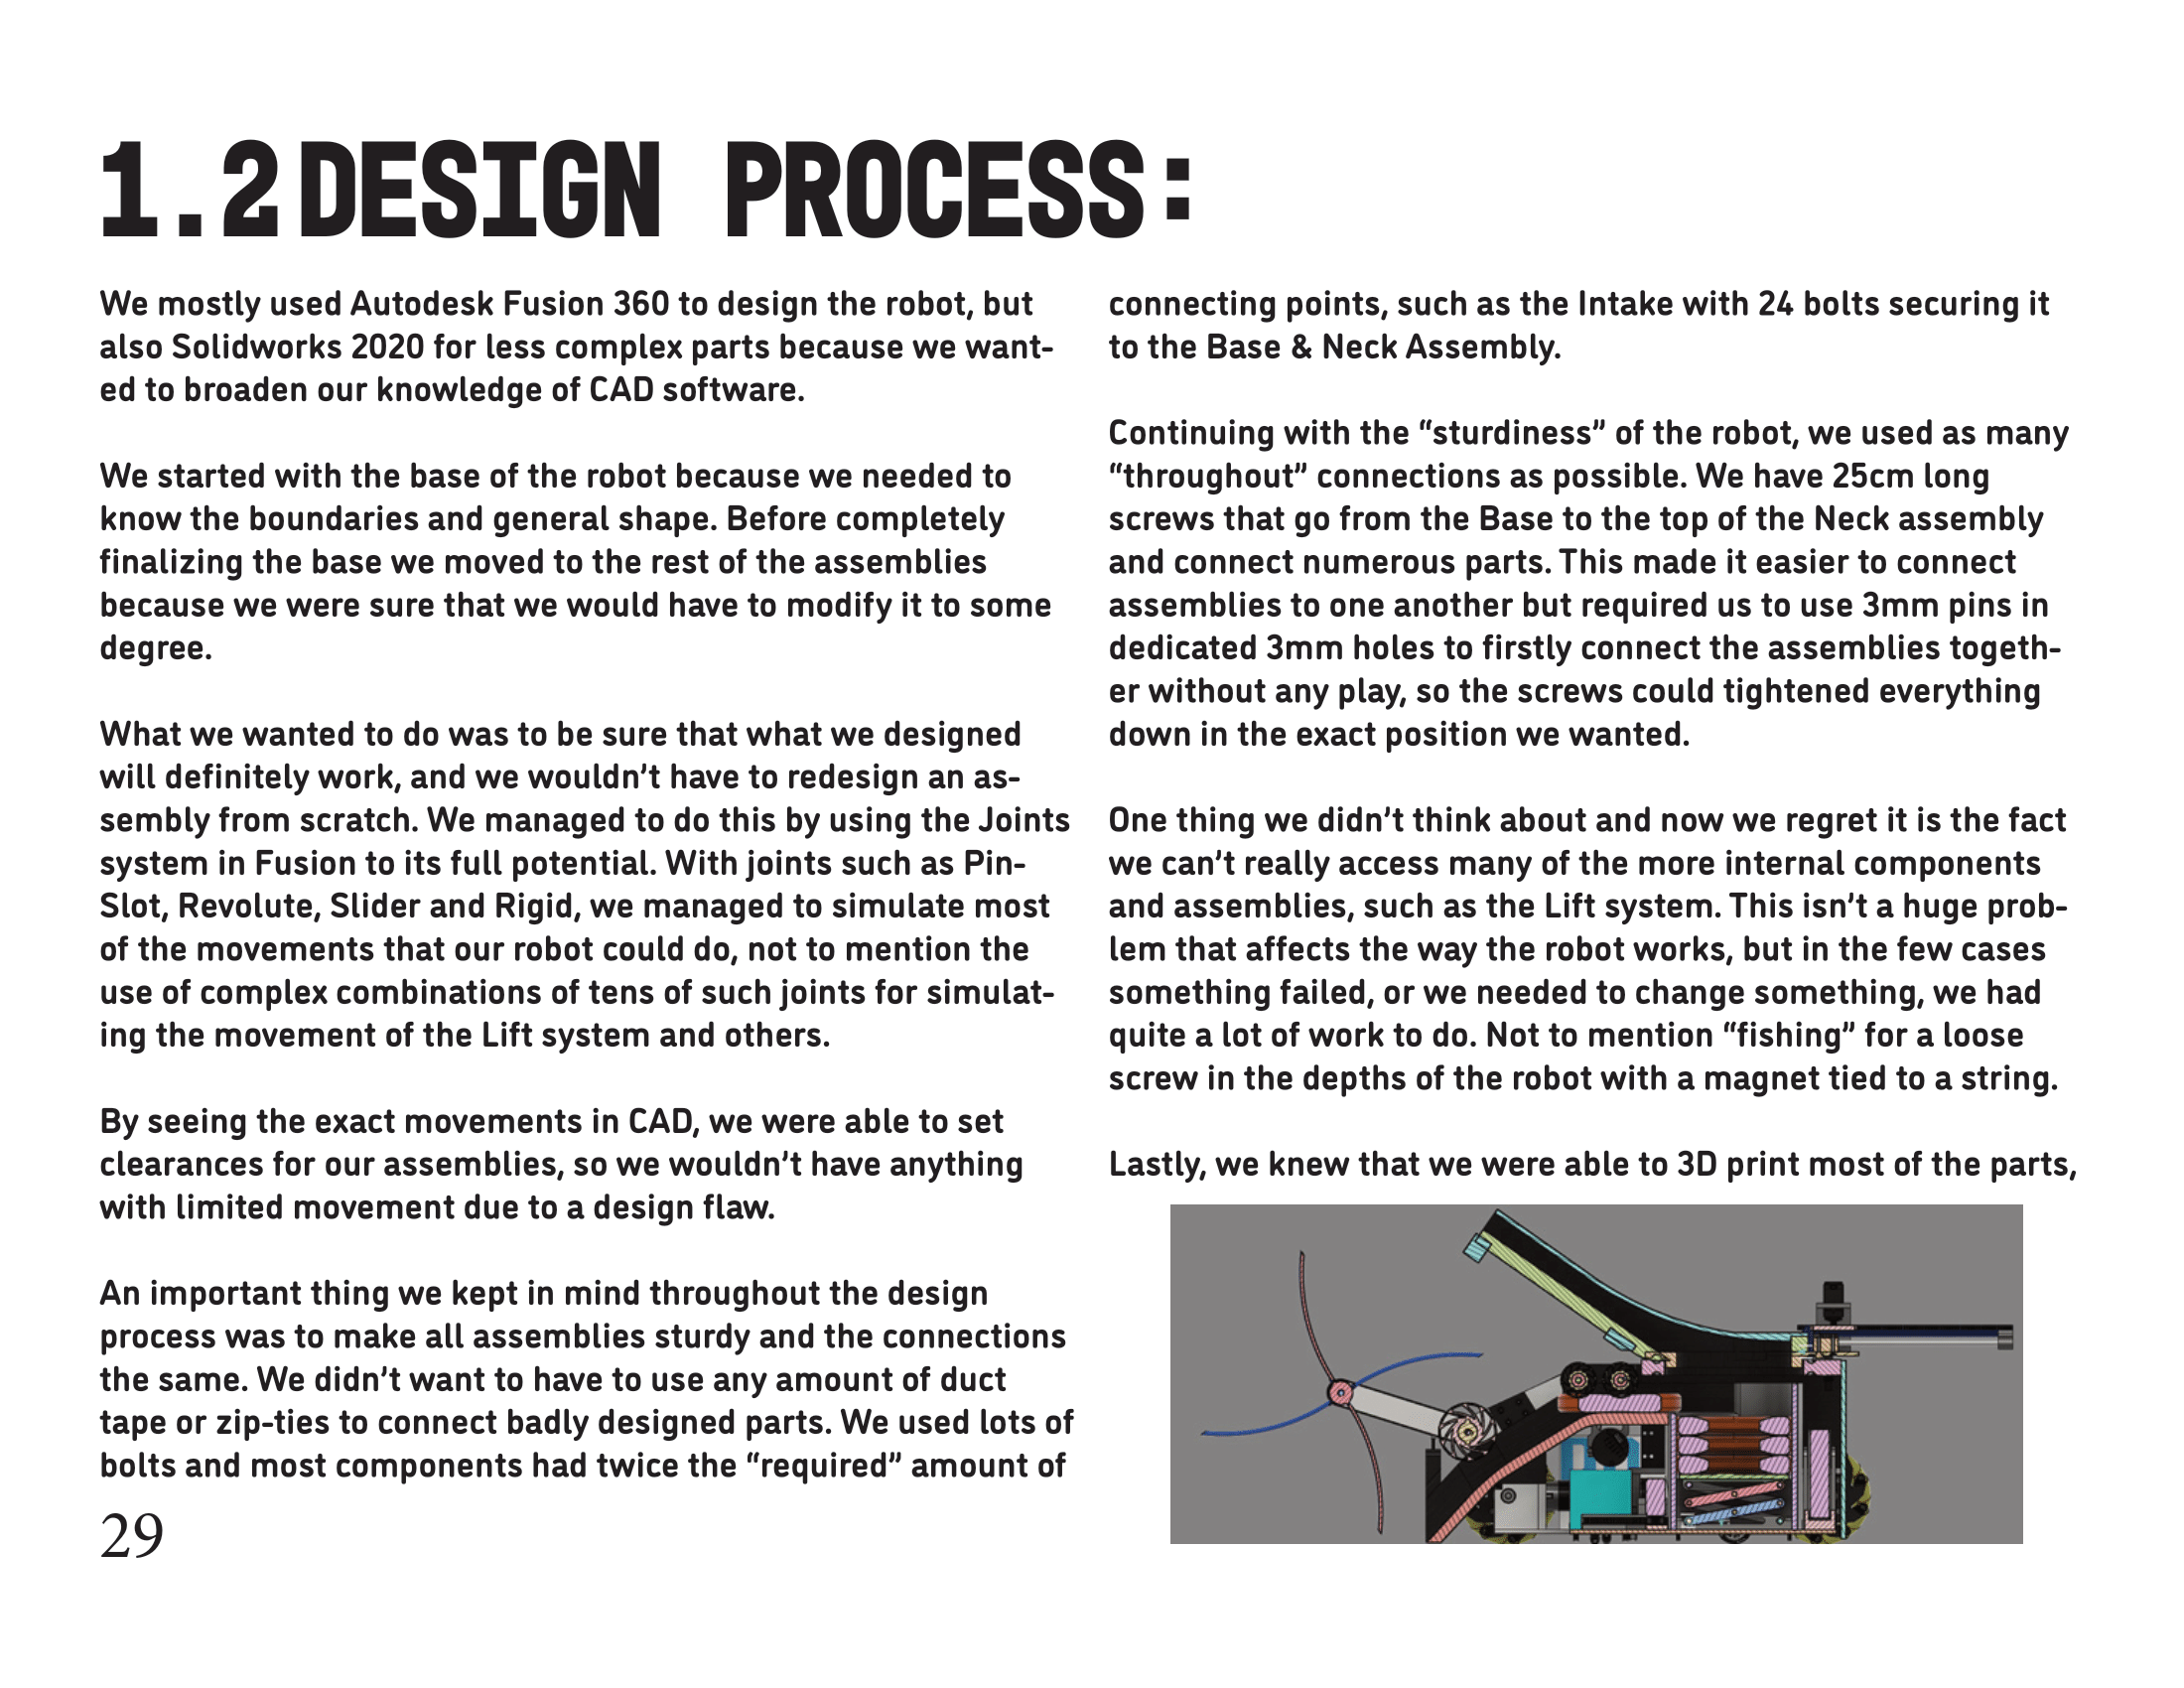 1.2 DESIGN PROCESS:
We mostly used Autodesk Fusion 360 to design the robot, but
also Solidworks 2020 for less complex parts because we want-
ed to broaden our knowledge of CAD software.
We started with the base of the robot because we needed to
know the boundaries and general shape. Before completely
finalizing the base we moved to the rest of the assemblies
because we were sure that we would have to modify it to some
degree.
What we wanted to do was to be sure that what we designed
will definitely work, and we wouldn’t have to redesign an as-
sembly from scratch. We managed to do this by using the Joints
system in Fusion to its full potential. With joints such as Pin-
Slot, Revolute, Slider and Rigid, we managed to simulate most
of the movements that our robot could do, not to mention the
use of complex combinations of tens of such joints for simulat-
ing the movement of the Lift system and others.
By seeing the exact movements in CAD, we were able to set
clearances for our assemblies, so we wouldn’t have anything
with limited movement due to a design flaw.
An important thing we kept in mind throughout the design
process was to make all assemblies sturdy and the connections
the same. We didn’t want to have to use any amount of duct
tape or zip-ties to connect badly designed parts. We used lots of
bolts and most components had twice the “required” amount of
connecting points, such as the Intake with 24 bolts securing it
to the Base & Neck Assembly.
Continuing with the “sturdiness” of the robot, we used as many
“throughout” connections as possible. We have 25cm long
screws that go from the Base to the top of the Neck assembly
and connect numerous parts. This made it easier to connect
assemblies to one another but required us to use 3mm pins in
dedicated 3mm holes to firstly connect the assemblies togeth-
er without any play, so the screws could tightened everything
down in the exact position we wanted.
One thing we didn’t think about and now we regret it is the fact
we can’t really access many of the more internal components
and assemblies, such as the Lift system. This isn’t a huge prob-
lem that affects the way the robot works, but in the few cases
something failed, or we needed to change something, we had
quite a lot of work to do. Not to mention “fishing” for a loose
screw in the depths of the robot with a magnet tied to a string.
Lastly, we knew that we were able to 3D print most of the parts,
29